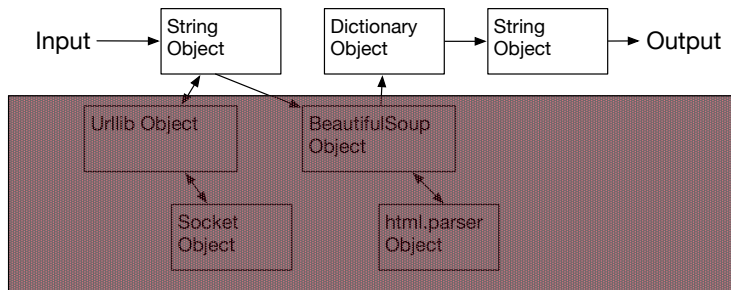 Input
String
Object
Dictionary
Object
String
Object
Output
Urllib Object
BeautifulSoup
Object
Socket
Object
html.parser
Object